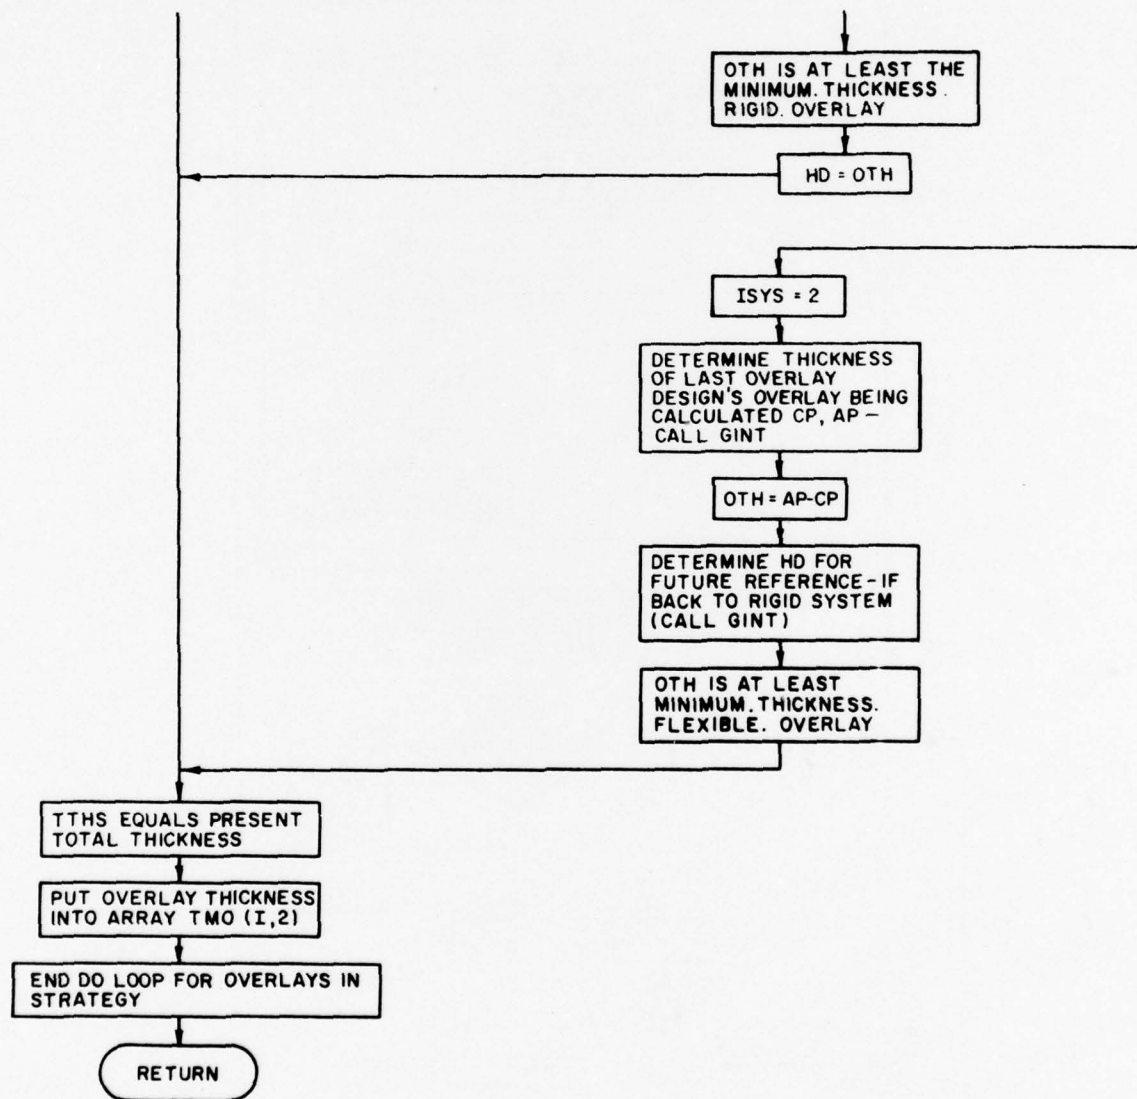 OTH IS AT LEAST THE
MINIMUM.THICKNESS.
RIGID.OVERLAY
HD = OTH
ISYS = 2
DETERMINE THICKNESS
OF LAST OVERLAY
DESIGN'S OVERLAY BEING
CALCULATED CP, AP –
CALL GINT
OTH = AP-CP
DETERMINE HD FOR
FUTURE REFERENCE-IF
BACK TO RIGID SYSTEM
(CALL GINT)
OTH IS AT LEAST
MINIMUM.THICKNESS.
FLEXIBLE.OVERLAY
TTHS EQUALS PRESENT
TOTAL THICKNESS
PUT OVERLAY THICKNESS
INTO ARRAY TMO (I,2)
END DO LOOP FOR OVERLAYS IN
STRATEGY
RETURN